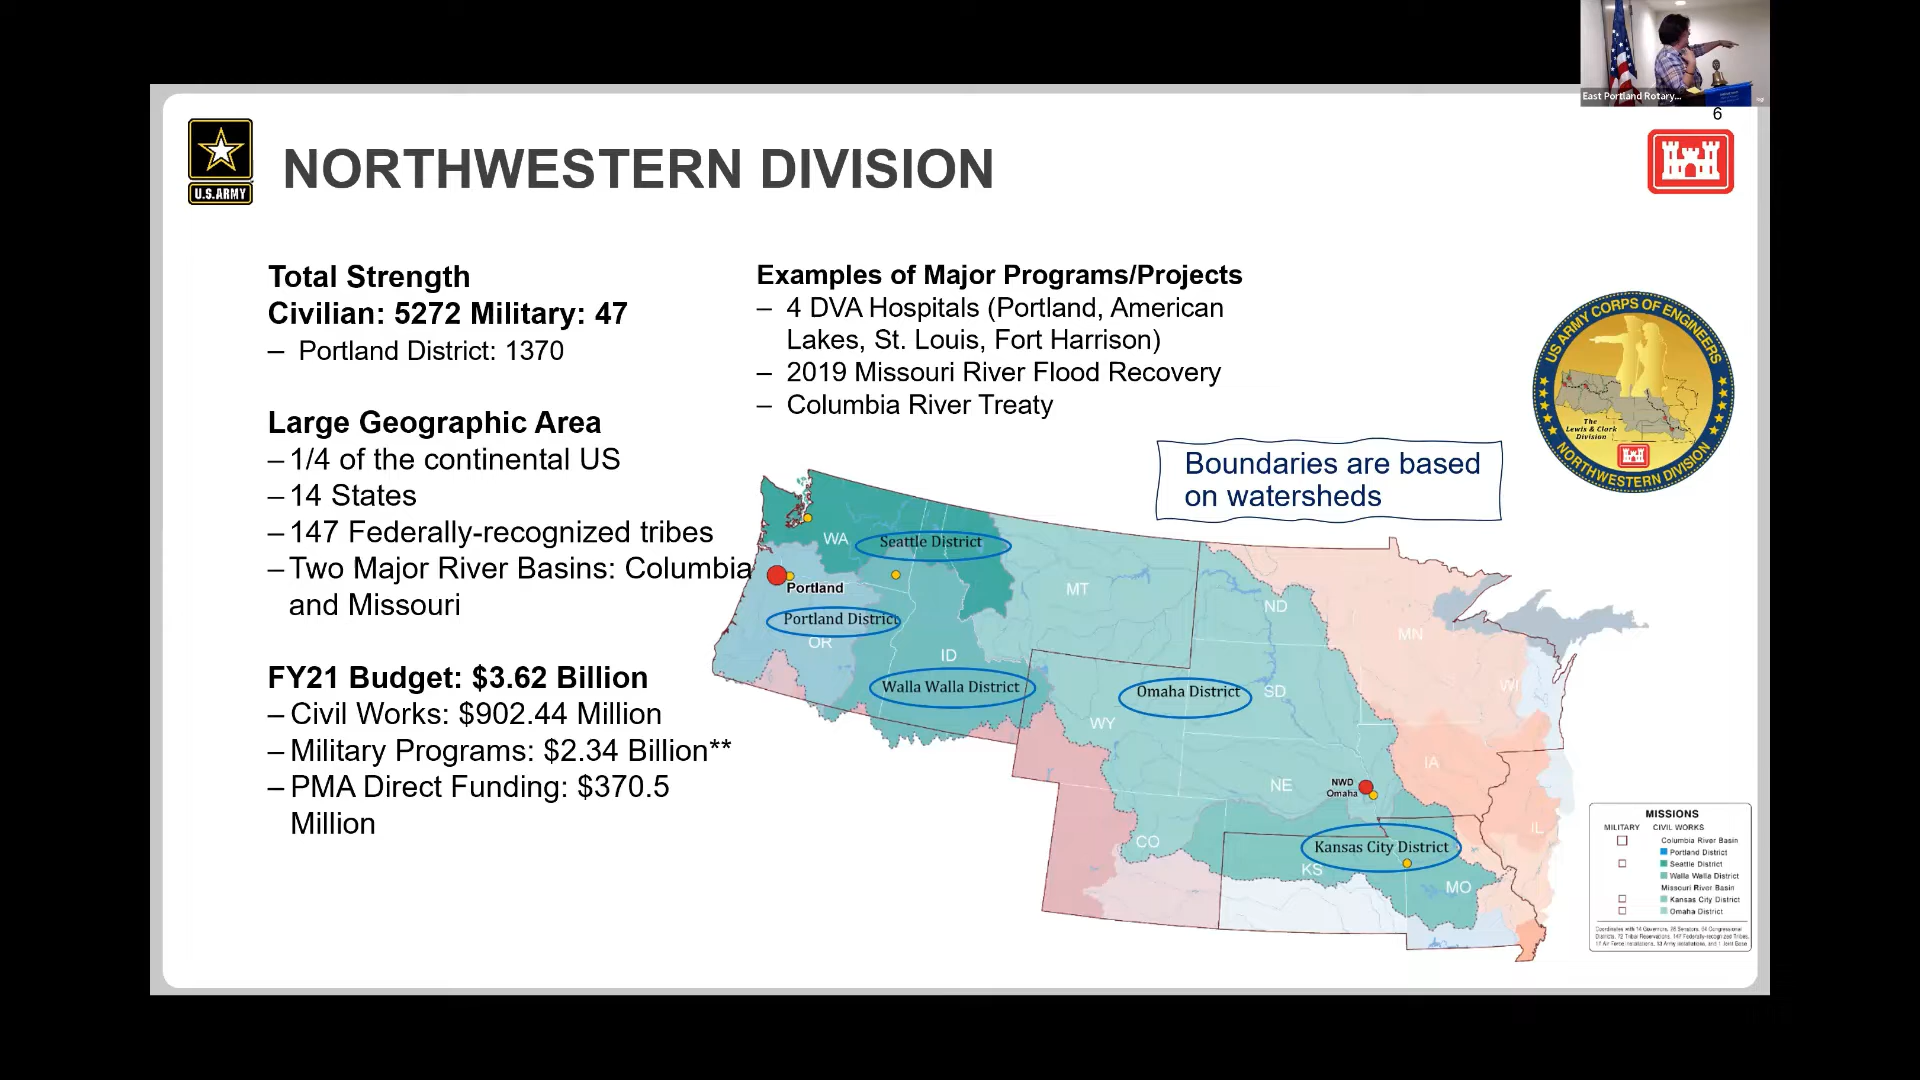 East Portland Rotary...
6
U.S.ARMY
NORTHWESTERN DIVISION
Total Strength
Civilian: 5272 Military: 47
– Portland District: 1370
Large Geographic Area
– 1/4 of the continental US
– 14 States
– 147 Federally-recognized tribes
– Two Major River Basins: Columbia
and Missouri
FY21 Budget: $3.62 Billion
– Civil Works: $902.44 Million
– Military Programs: $2.34 Billion**
– PMA Direct Funding: $370.5
Million
Examples of Major Programs/Projects
– 4 DVA Hospitals (Portland, American
Lakes, St. Louis, Fort Harrison)
– 2019 Missouri River Flood Recovery
– Columbia River Treaty
Boundaries are based
on watersheds
US ARMY CORPS OF ENGINEERS
The
Lewis & Clark
Division
NORTHWESTERN DIVISION
WA
Seattle District
Portland
Portland District
OR
ID
Walla Walla District
MT
ND
MN
Omaha District
SD
WI
WY
IA
NE
NWD
Omaha
IL
CO
Kansas City District
KS
MO
MISSIONS
MILITARY CIVIL WORKS
Columbia River Basin
Portland District
Seattle District
Walla Walla District
Missouri River Basin
Kansas City District
Omaha District